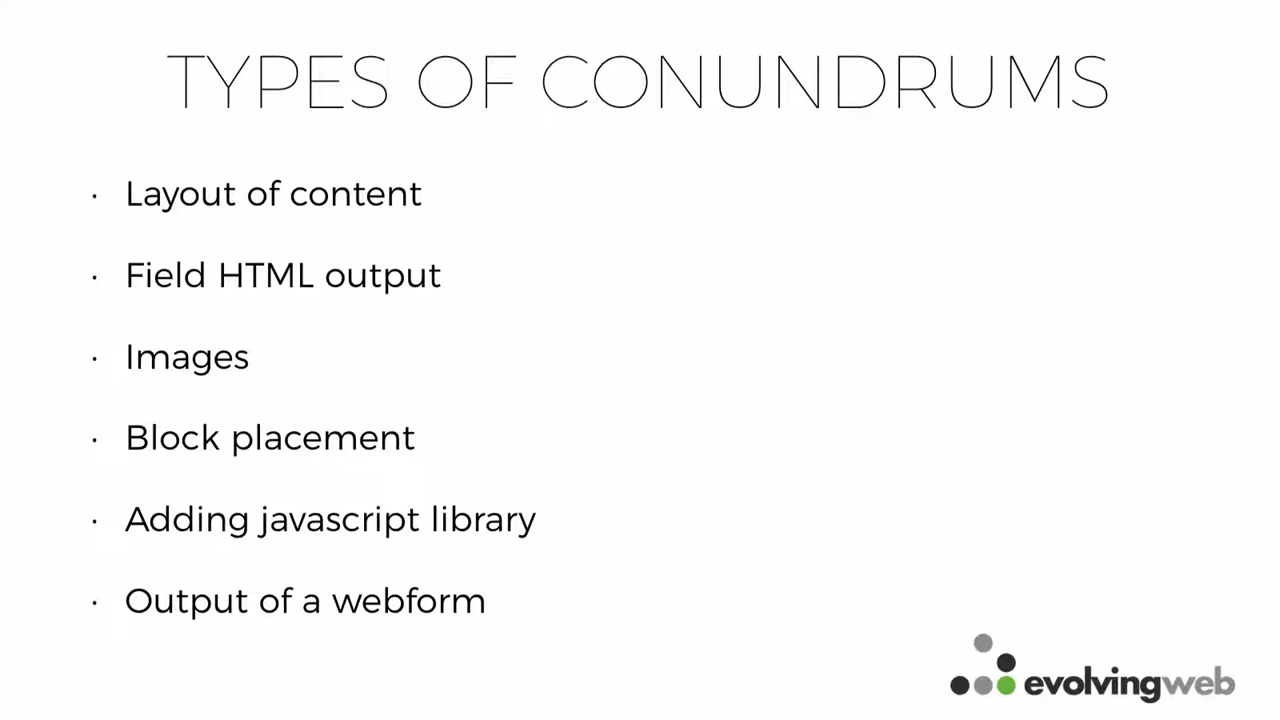 TYPES OF CONUNDRUMS
· Layout of content
· Field HTML output
· Images
· Block placement
· Adding javascript library
· Output of a webform
evolvingweb